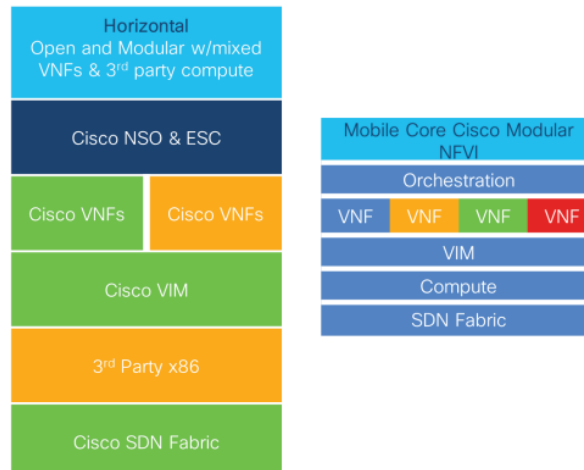 Horizontal
Open and Modular w/mixed
VNFs & 3rd party compute
Cisco NSO & ESC
Cisco VNFs
Cisco VNFs
Cisco VIM
3rd Party x86
Cisco SDN Fabric
Mobile Core Cisco Modular
NFVI
Orchestration
VNF
VNF
VNF
VNF
VIM
Compute
SDN Fabric